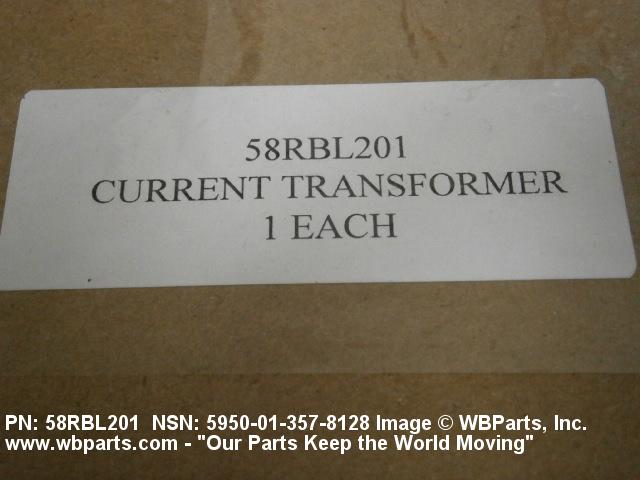 58RBL201
CURRENT TRANSFORMER
1 EACH
PN: 58RBL201 NSN: 5950-01-357-8128 Image © WBParts, Inc.
www.wbparts.com - "Our Parts Keep the World Moving"